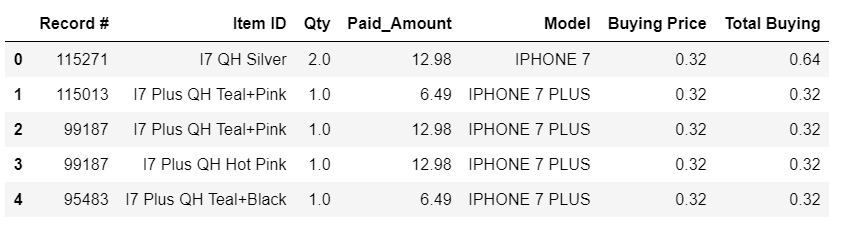 Record # Item ID Qty Paid_Amount Model Buying Price Total Buying
0 115271 I7 QH Silver 2.0 12.98 IPHONE 7 0.32 0.64
1 115013 I7 Plus QH Teal+Pink 1.0 6.49 IPHONE 7 PLUS 0.32 0.32
2 99187 I7 Plus QH Teal+Pink 1.0 12.98 IPHONE 7 PLUS 0.32 0.32
3 99187 I7 Plus QH Hot Pink 1.0 12.98 IPHONE 7 PLUS 0.32 0.32
4 95483 I7 Plus QH Teal+Black 1.0 6.49 IPHONE 7 PLUS 0.32 0.32